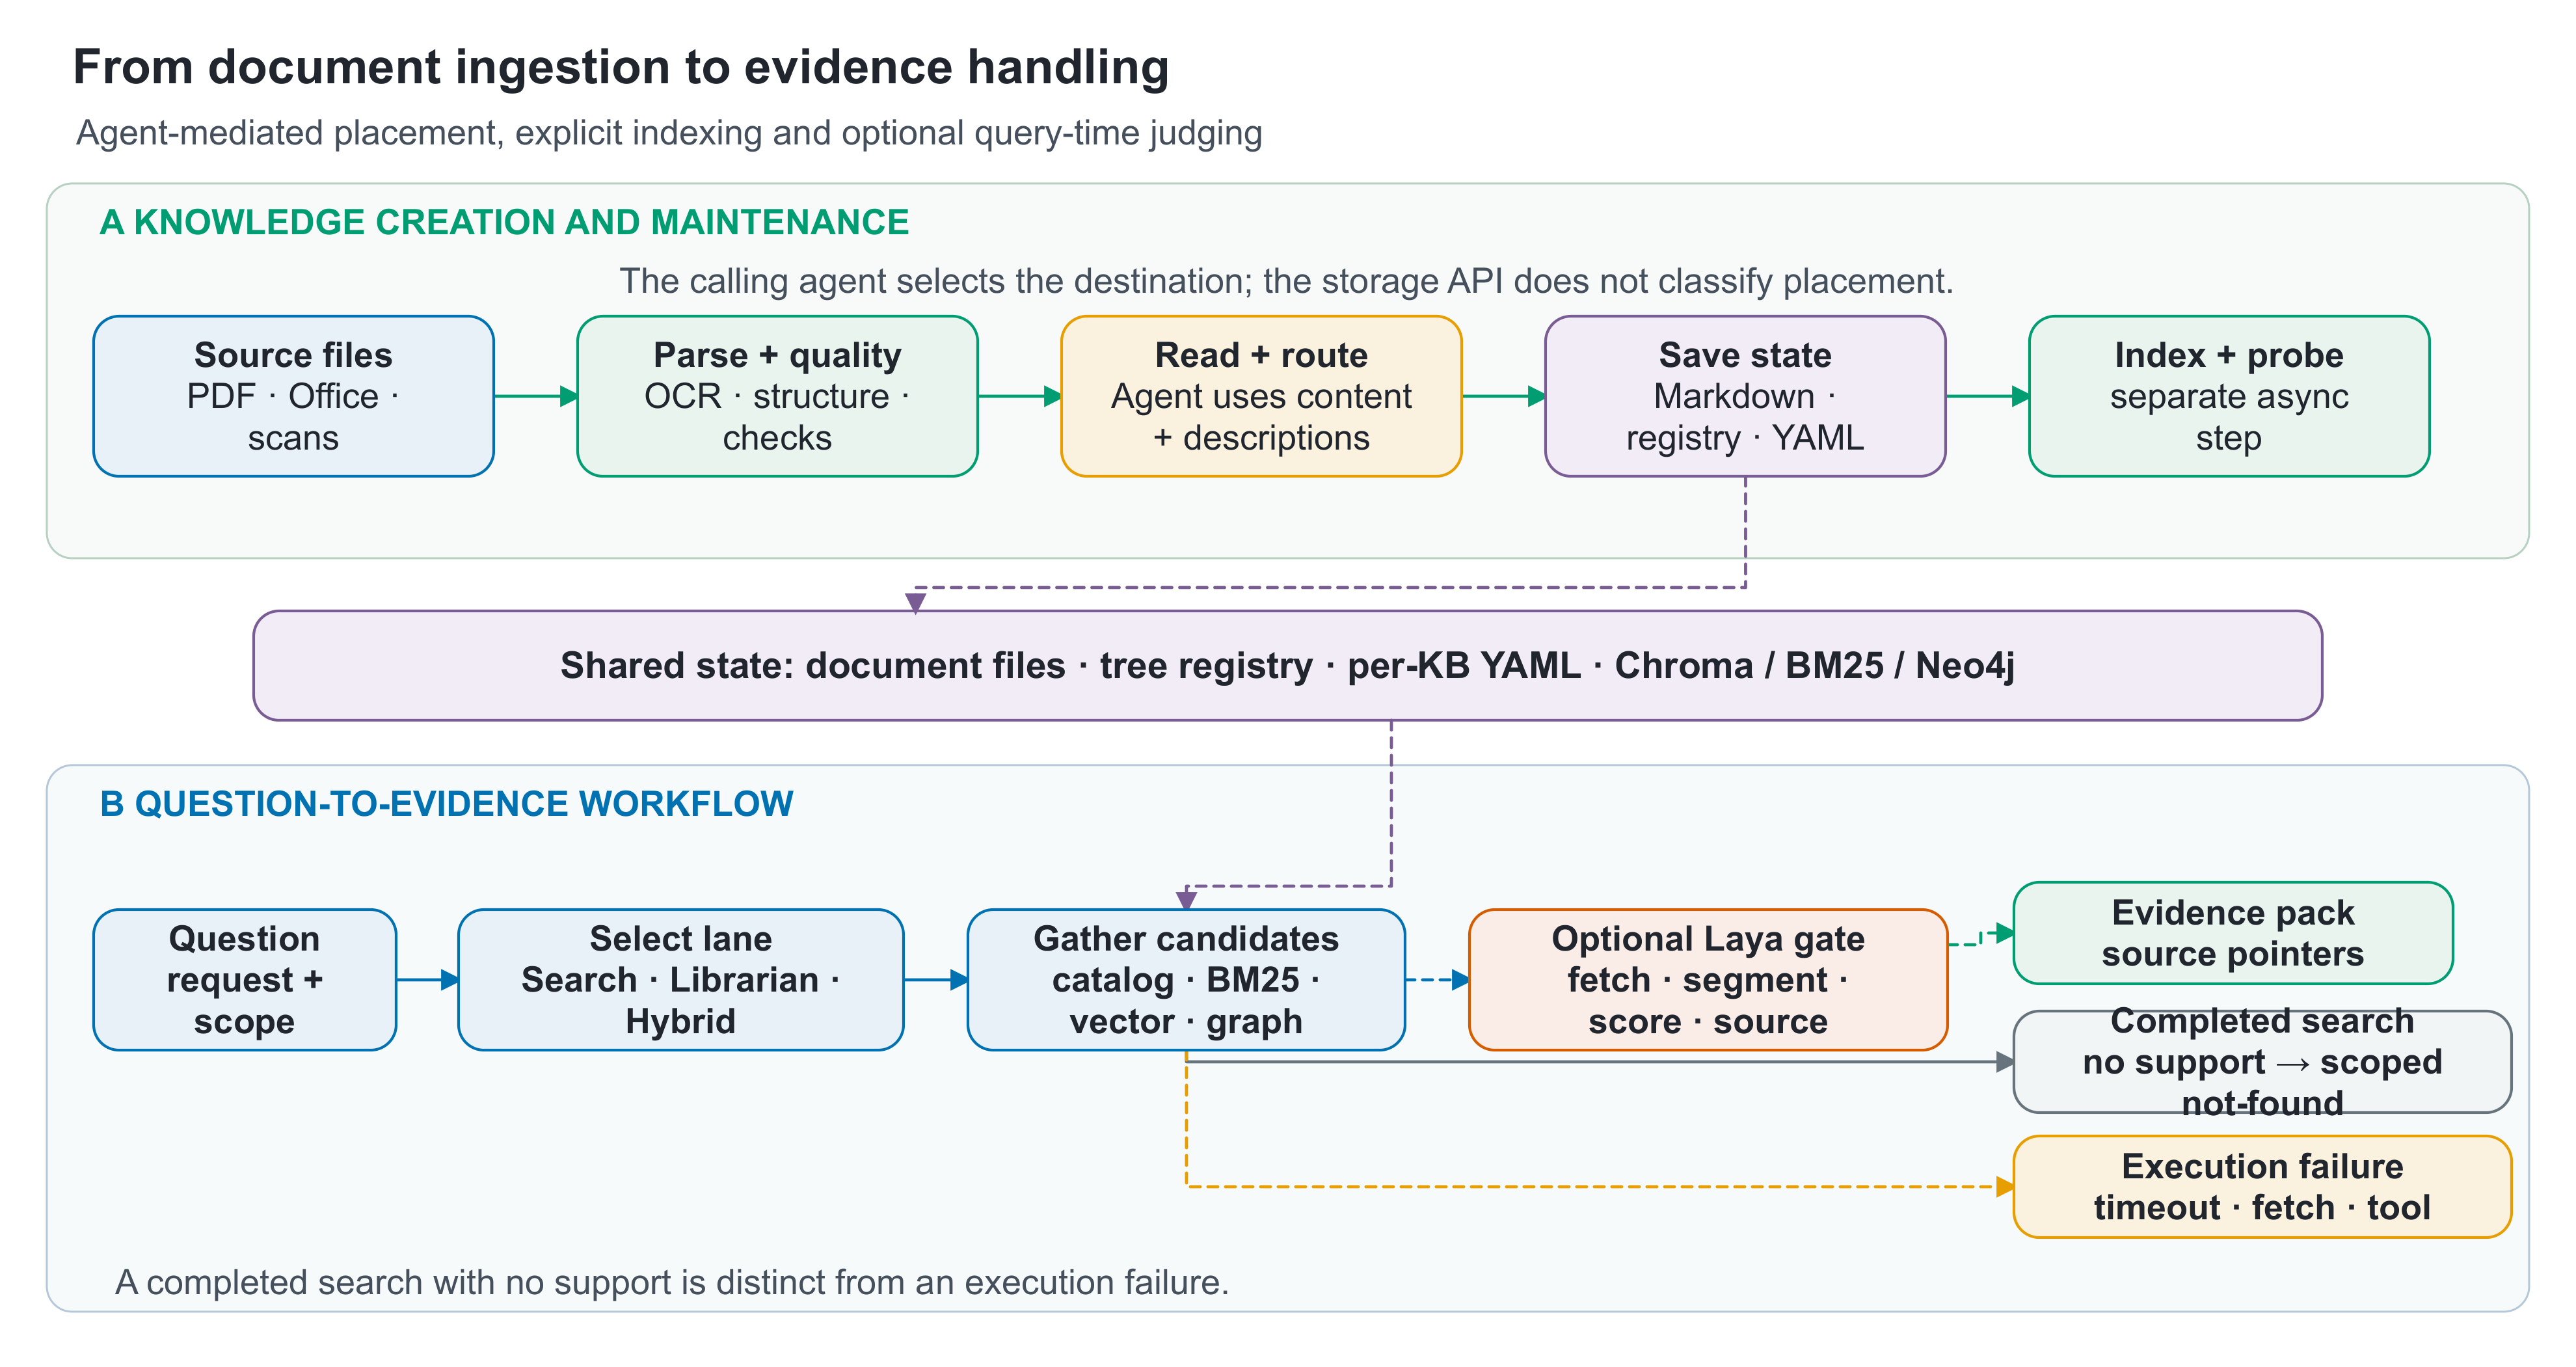 From document ingestion to evidence handling
Agent-mediated placement, explicit indexing and optional query-time judging
A KNOWLEDGE CREATION AND MAINTENANCE
The calling agent selects the destination; the storage API does not classify placement.
Source files
PDF · Office ·
scans
Parse + quality
OCR · structure ·
checks
Read + route
Agent uses content
+ descriptions
Save state
Markdown ·
registry · YAML
Index + probe
separate async
step
Shared state: document files · tree registry · per-KB YAML · Chroma / BM25 / Neo4j
B QUESTION-TO-EVIDENCE WORKFLOW
Question
request +
scope
Select lane
Search · Librarian ·
Hybrid
Gather candidates
catalog · BM25 ·
vector · graph
Optional Laya gate
fetch · segment ·
score · source
Evidence pack
source pointers
Completed search
no support → scoped
not-found
Execution failure
timeout · fetch · tool
A completed search with no support is distinct from an execution failure.